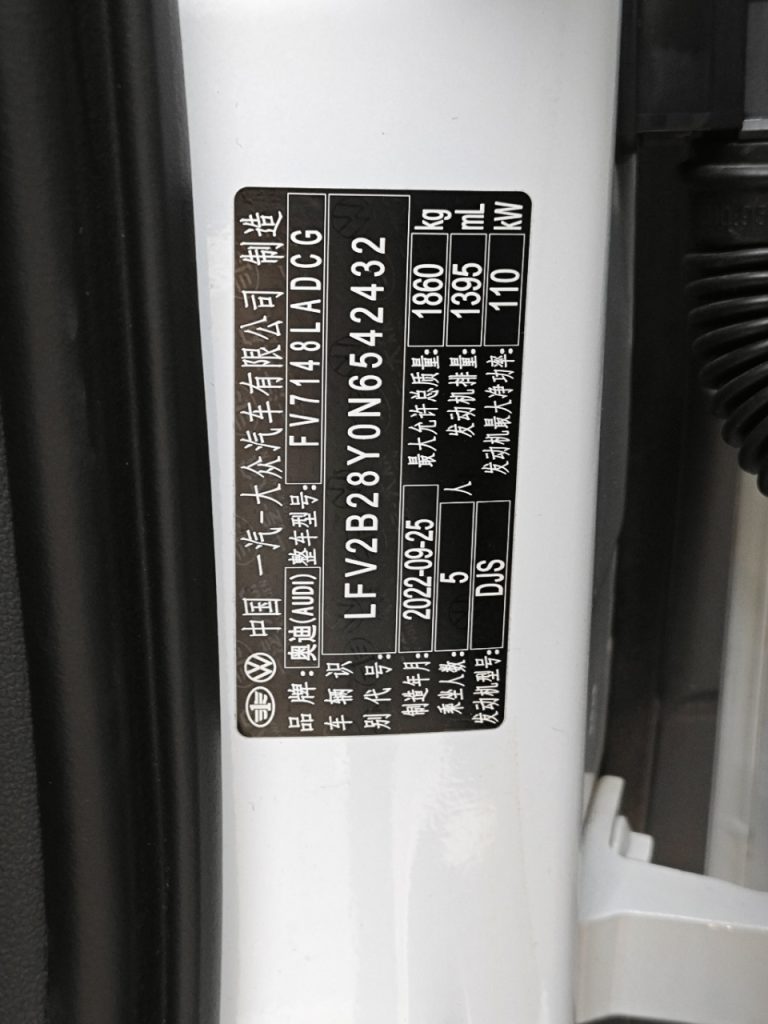 中国 一汽-大众汽车有限公司 制造
品牌: 奥迪(AUDI) 整车型号: FV7148LADCG
车辆识别代号: LFV2B28Y0N6542432
制造年月: 2022-09-25 最大允许总质量: 1860 kg
乘坐人数: 5 人 发动机排量: 1395 mL
发动机型号: DJS 发动机最大净功率: 110 kW